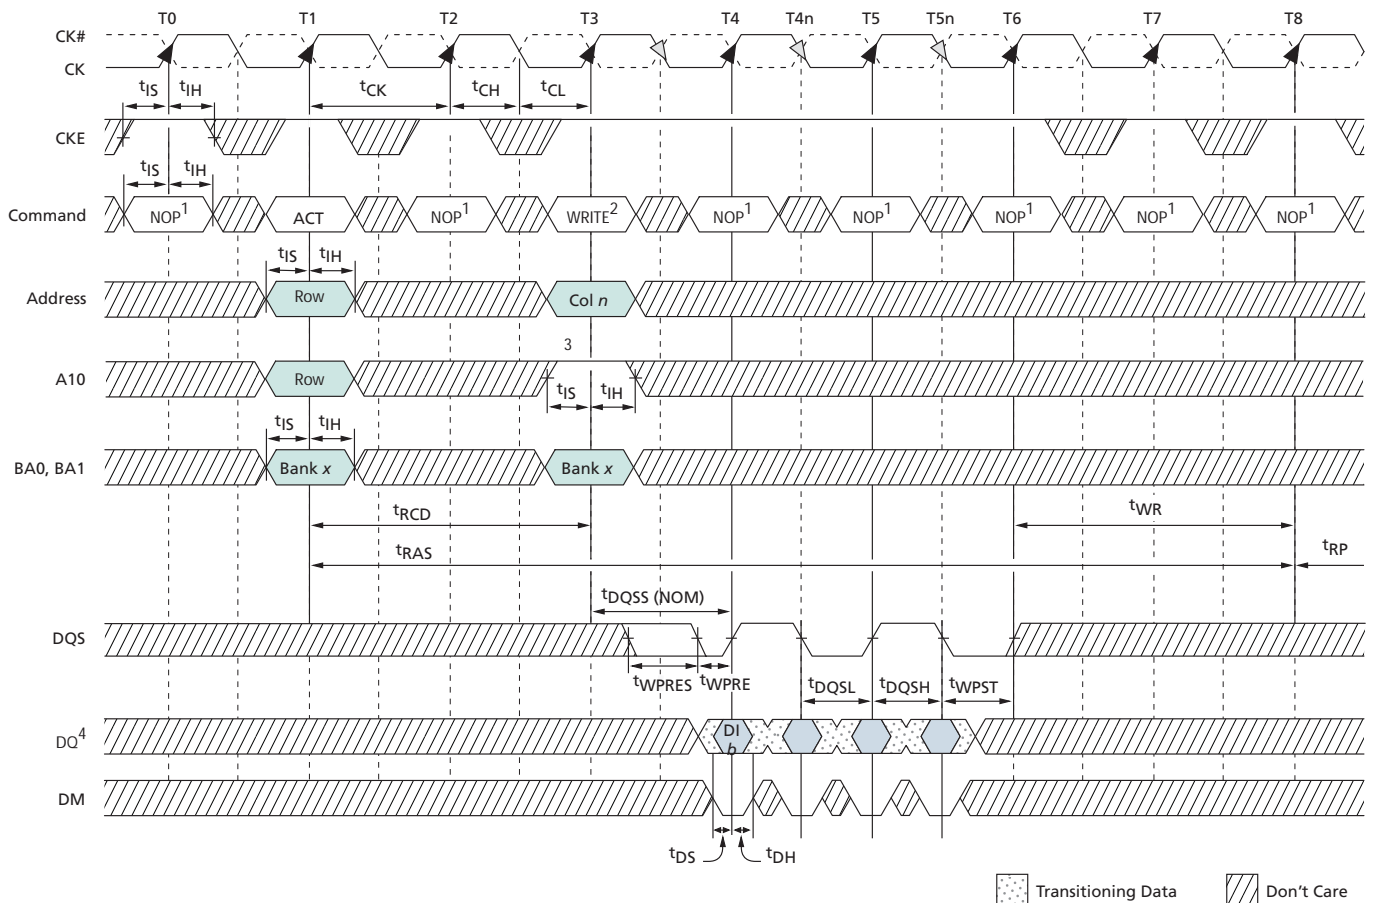 T0 T1 T2 T3 T4 T4n T5 T5n T6 T7 T8
CK#
CK
tIS tIH tCK tCH tCL
CKE
tIS tIH
Command NOP1 ACT NOP1 WRITE2 NOP1 NOP1 NOP1 NOP1 NOP1
tIS tIH
Address Row Col n
3
A10 Row
tIS tIH
tIS tIH
BA0, BA1 Bank x Bank x
tRCD tWR
tRAS tRP
tDQSS (NOM)
DQS
tWPRES tWPRE tDQSL tDQSH tWPST
DQ4 DI
b
DM
tDS tDH
Transitioning Data Don't Care